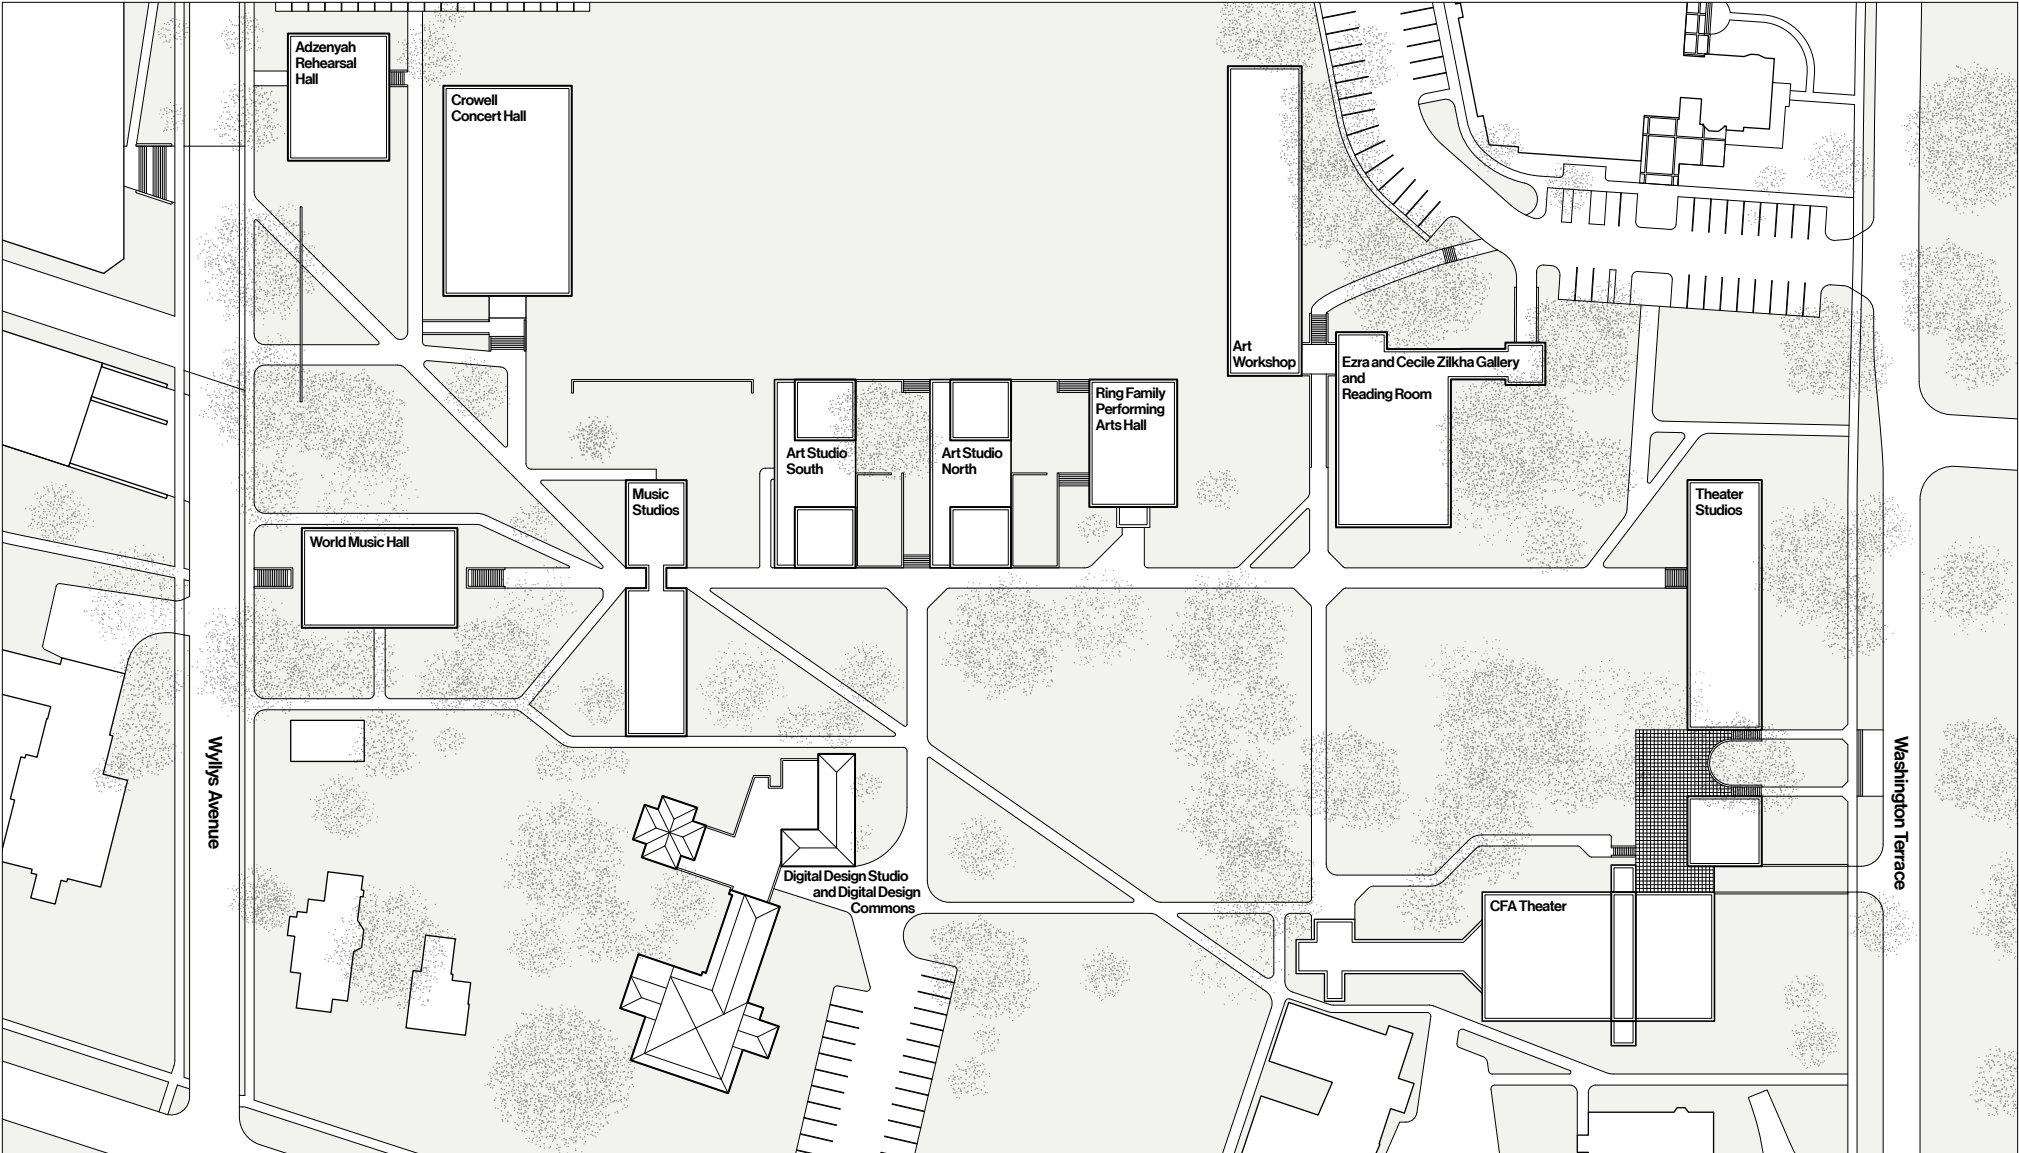 Adzenyah
Rehearsal
Hall
Crowell
Concert Hall
Art
Workshop
Ezra and Cecile Zilkha Gallery
and
Reading Room
Ring Family
Performing
Arts Hall
Art Studio
South
Art Studio
North
Music
Studios
Theater
Studios
World Music Hall
Wyllys Avenue
Washington Terrace
Digital Design Studio
and Digital Design
Commons
CFA Theater